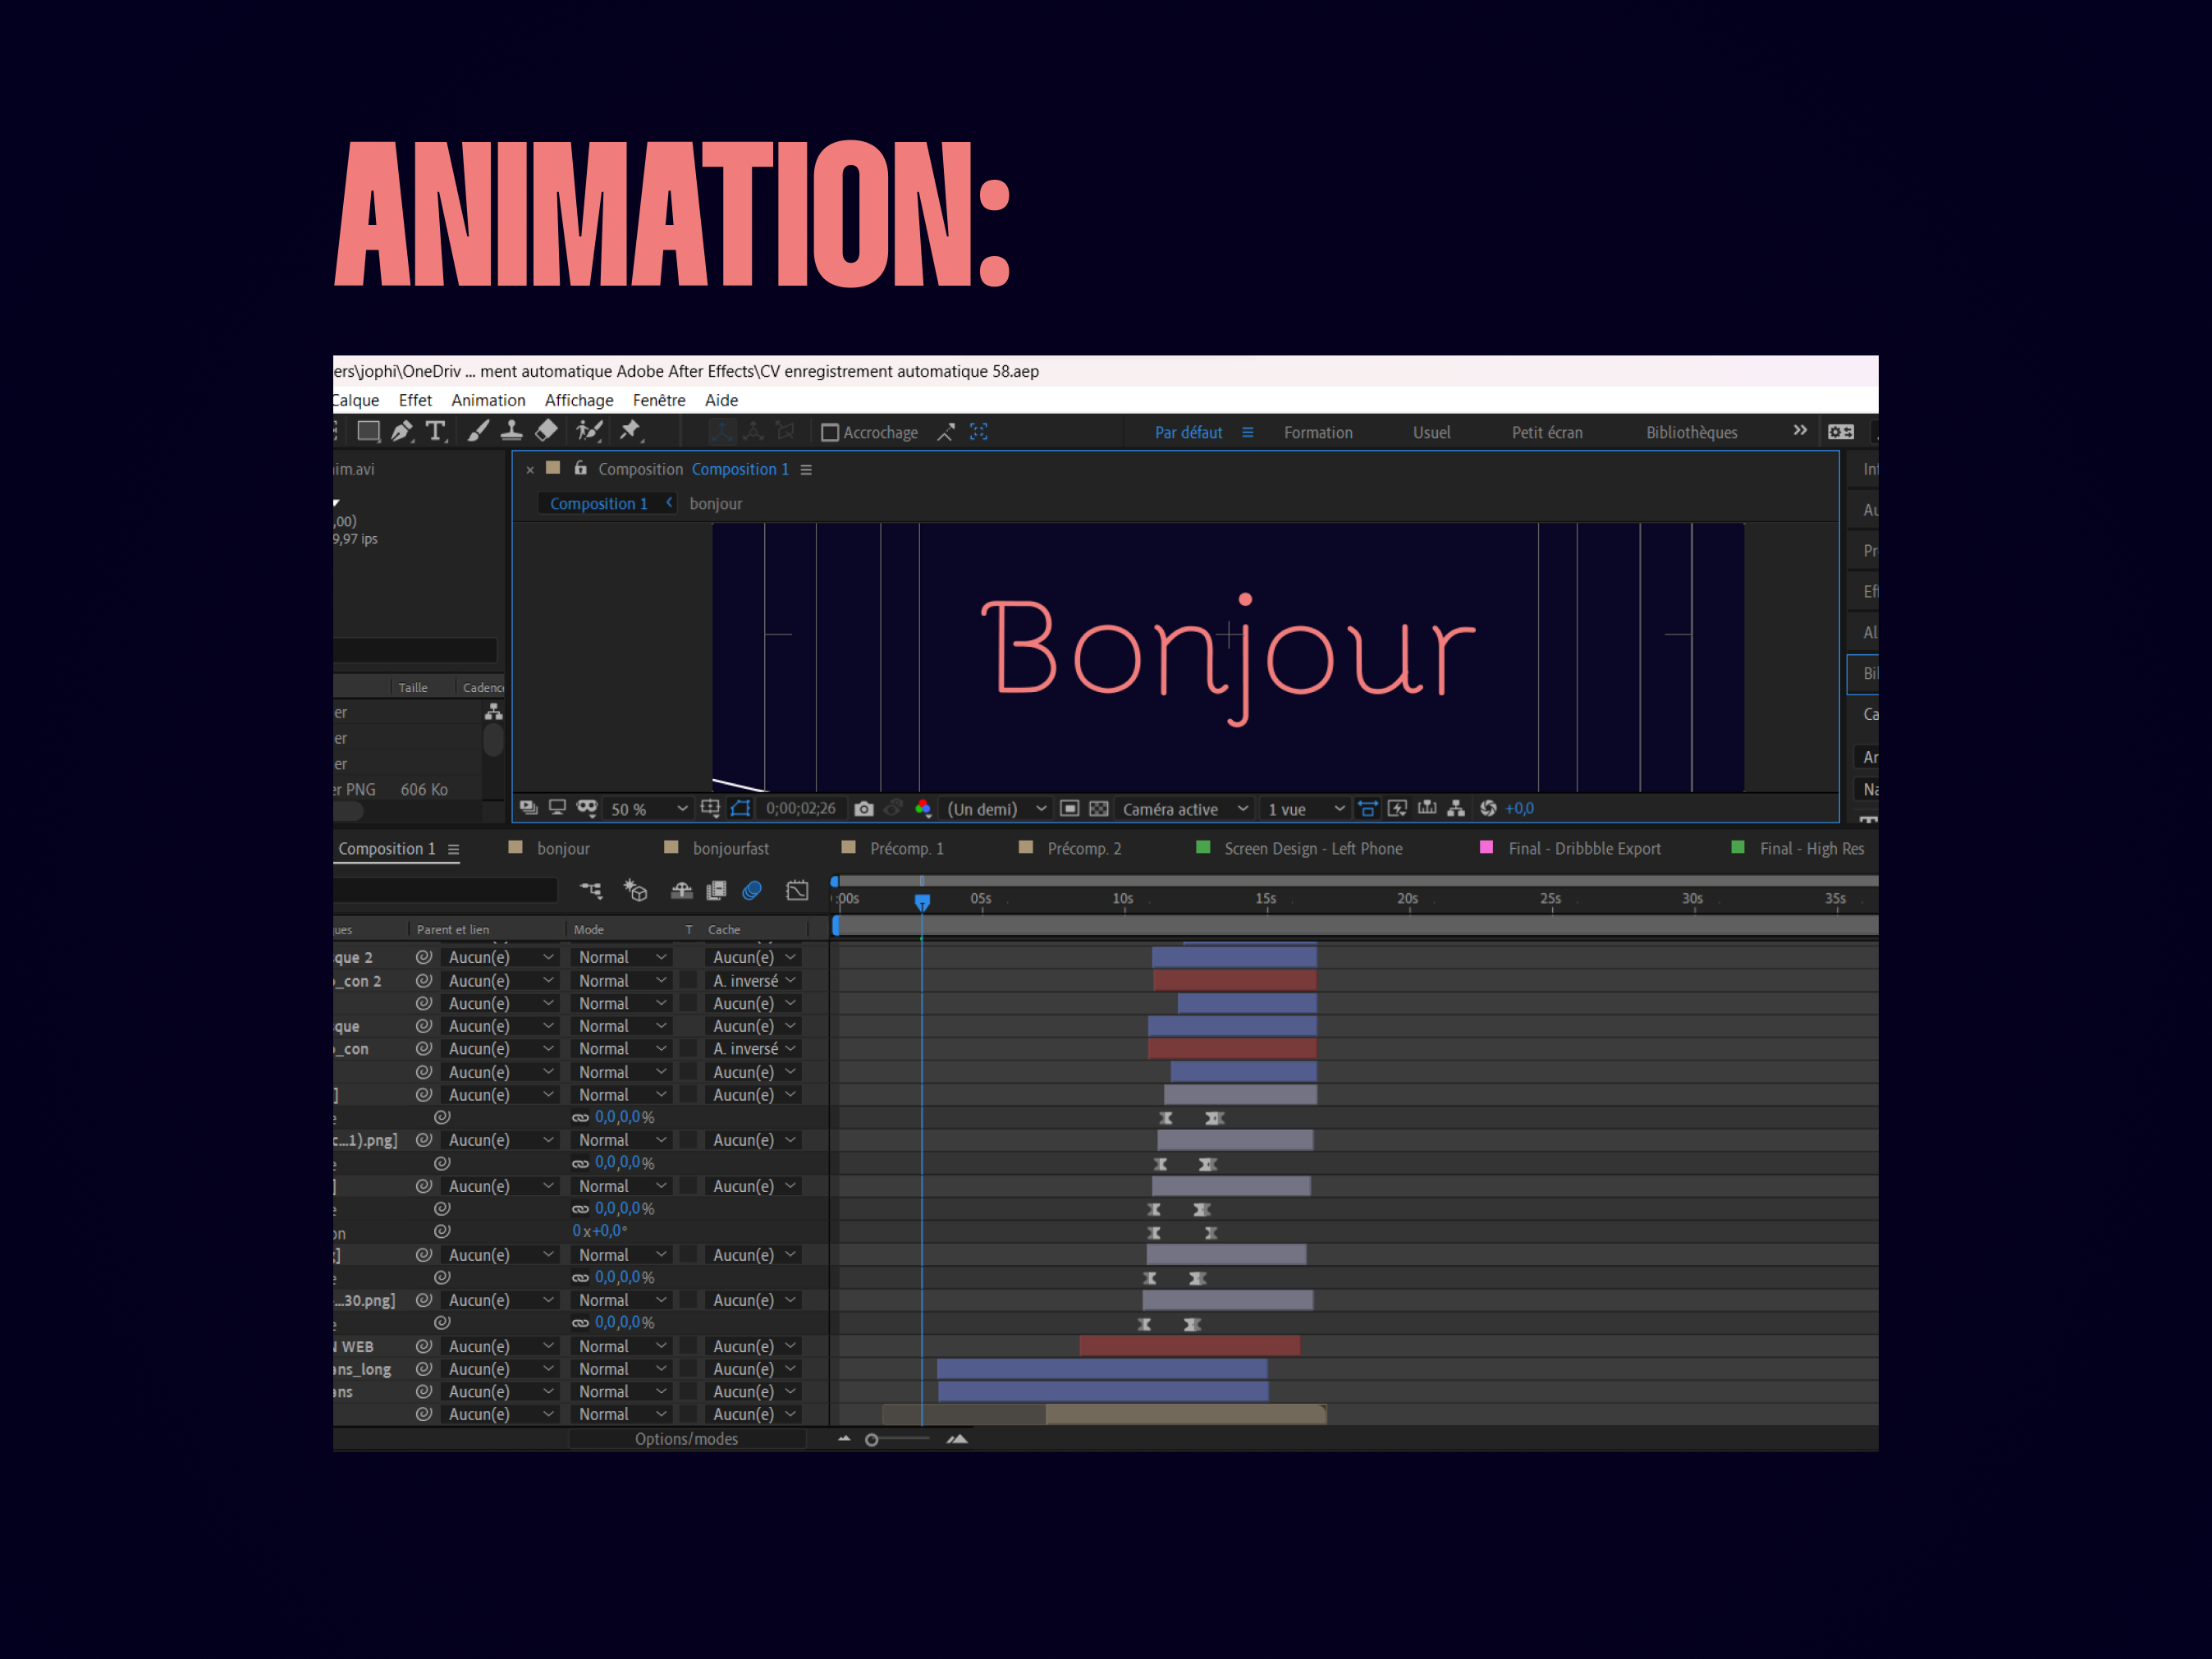 ANIMATION:
ers\jophi\OneDriv ... ment automatique Adobe After Effects\CV enregistrement automatique 58.aep
Calque Effet Animation Affichage Fenêtre Aide
Accrochage Par défaut Formation Usuel Petit écran Bibliothèques
im.avi × Composition Composition 1 Inf
Composition 1 bonjour Au
,00)
9,97 ips Pr
Eff
Bonjour
Al
Bil
Taille Cadence
er Ca
er
er Ar
er PNG 606 Ko Na
50 % 0;00;02;26 (Un demi) Caméra active 1 vue +0,0
Composition 1 bonjour bonjourfast Précomp. 1 Précomp. 2 Screen Design - Left Phone Final - Dribbble Export Final - High Res
:00s 05s 10s 15s 20s 25s 30s 35s
ues Parent et lien Mode T Cache
que 2 Aucun(e) Normal Aucun(e)
_con 2 Aucun(e) Normal A. inversé
Aucun(e) Normal Aucun(e)
que Aucun(e) Normal Aucun(e)
_con Aucun(e) Normal A. inversé
Aucun(e) Normal Aucun(e)
] Aucun(e) Normal Aucun(e)
e 0,0,0,0%
c...1).png] Aucun(e) Normal Aucun(e)
e 0,0,0,0%
] Aucun(e) Normal Aucun(e)
e 0,0,0,0%
on 0x+0,0°
] Aucun(e) Normal Aucun(e)
e 0,0,0,0%
...30.png] Aucun(e) Normal Aucun(e)
e 0,0,0,0%
N WEB Aucun(e) Normal Aucun(e)
ans_long Aucun(e) Normal Aucun(e)
ans Aucun(e) Normal Aucun(e)
Aucun(e) Normal Aucun(e)
Options/modes